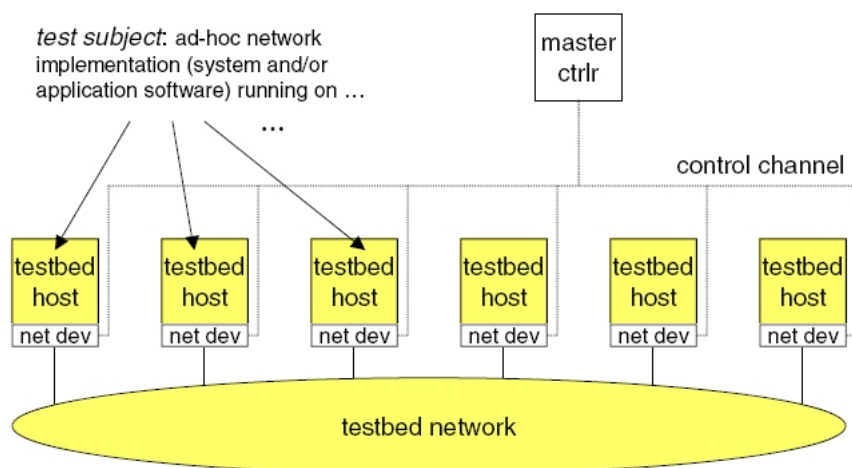 test subject: ad-hoc network
implementation (system and/or
application software) running on …
…
master
ctrlr
control channel
testbed
host
net dev
testbed
host
net dev
testbed
host
net dev
testbed
host
net dev
testbed
host
net dev
testbed
host
net dev
testbed network